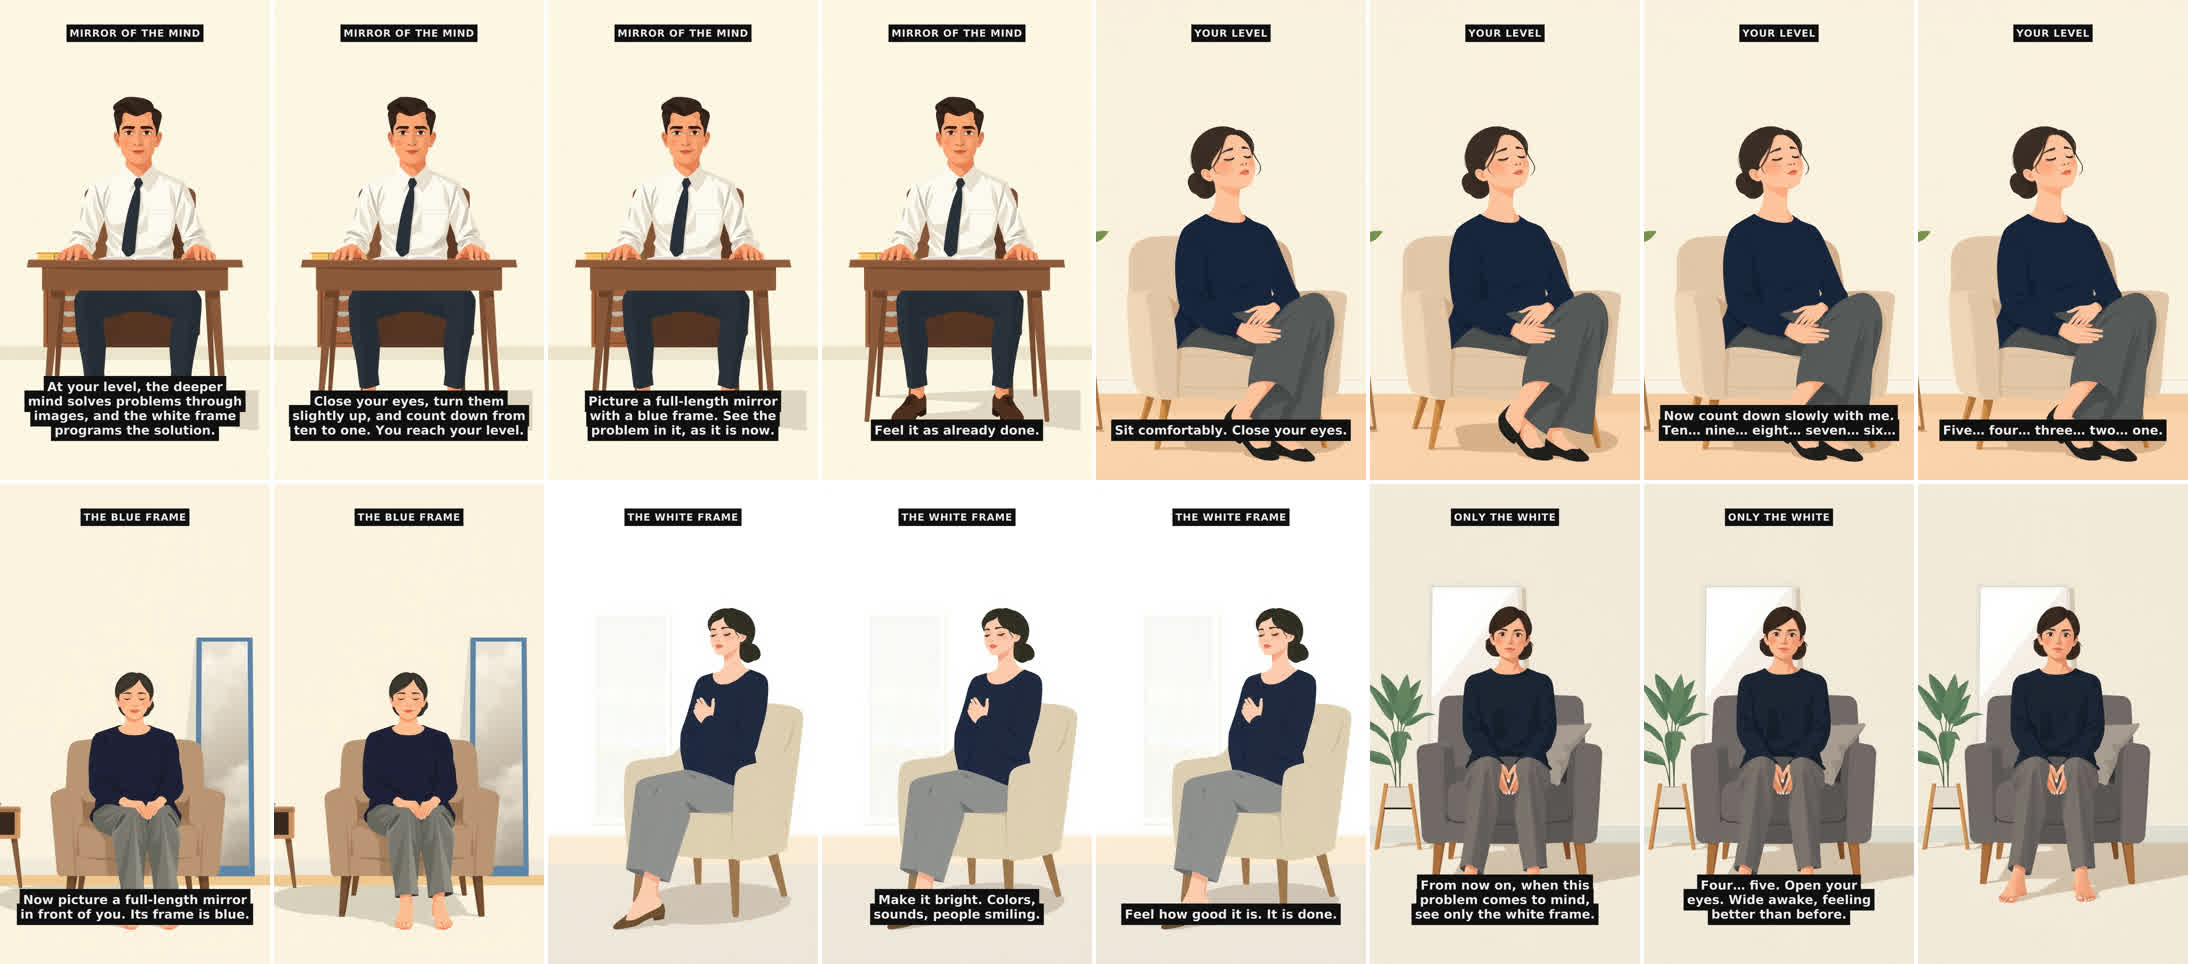 MIRROR OF THE MIND
At your level, the deeper
mind solves problems through
images, and the white frame
programs the solution.
MIRROR OF THE MIND
Close your eyes, turn them
slightly up, and count down from
ten to one. You reach your level.
MIRROR OF THE MIND
Picture a full-length mirror
with a blue frame. See the
problem in it, as it is now.
MIRROR OF THE MIND
Feel it as already done.
YOUR LEVEL
Sit comfortably. Close your eyes.
YOUR LEVEL
YOUR LEVEL
Now count down slowly with me.
Ten... nine... eight... seven... six...
YOUR LEVEL
Five... four... three... two... one.
THE BLUE FRAME
Now picture a full-length mirror
in front of you. Its frame is blue.
THE BLUE FRAME
THE WHITE FRAME
THE WHITE FRAME
Make it bright. Colors,
sounds, people smiling.
THE WHITE FRAME
Feel how good it is. It is done.
ONLY THE WHITE
From now on, when this
problem comes to mind,
see only the white frame.
ONLY THE WHITE
Four... five. Open your
eyes. Wide awake, feeling
better than before.